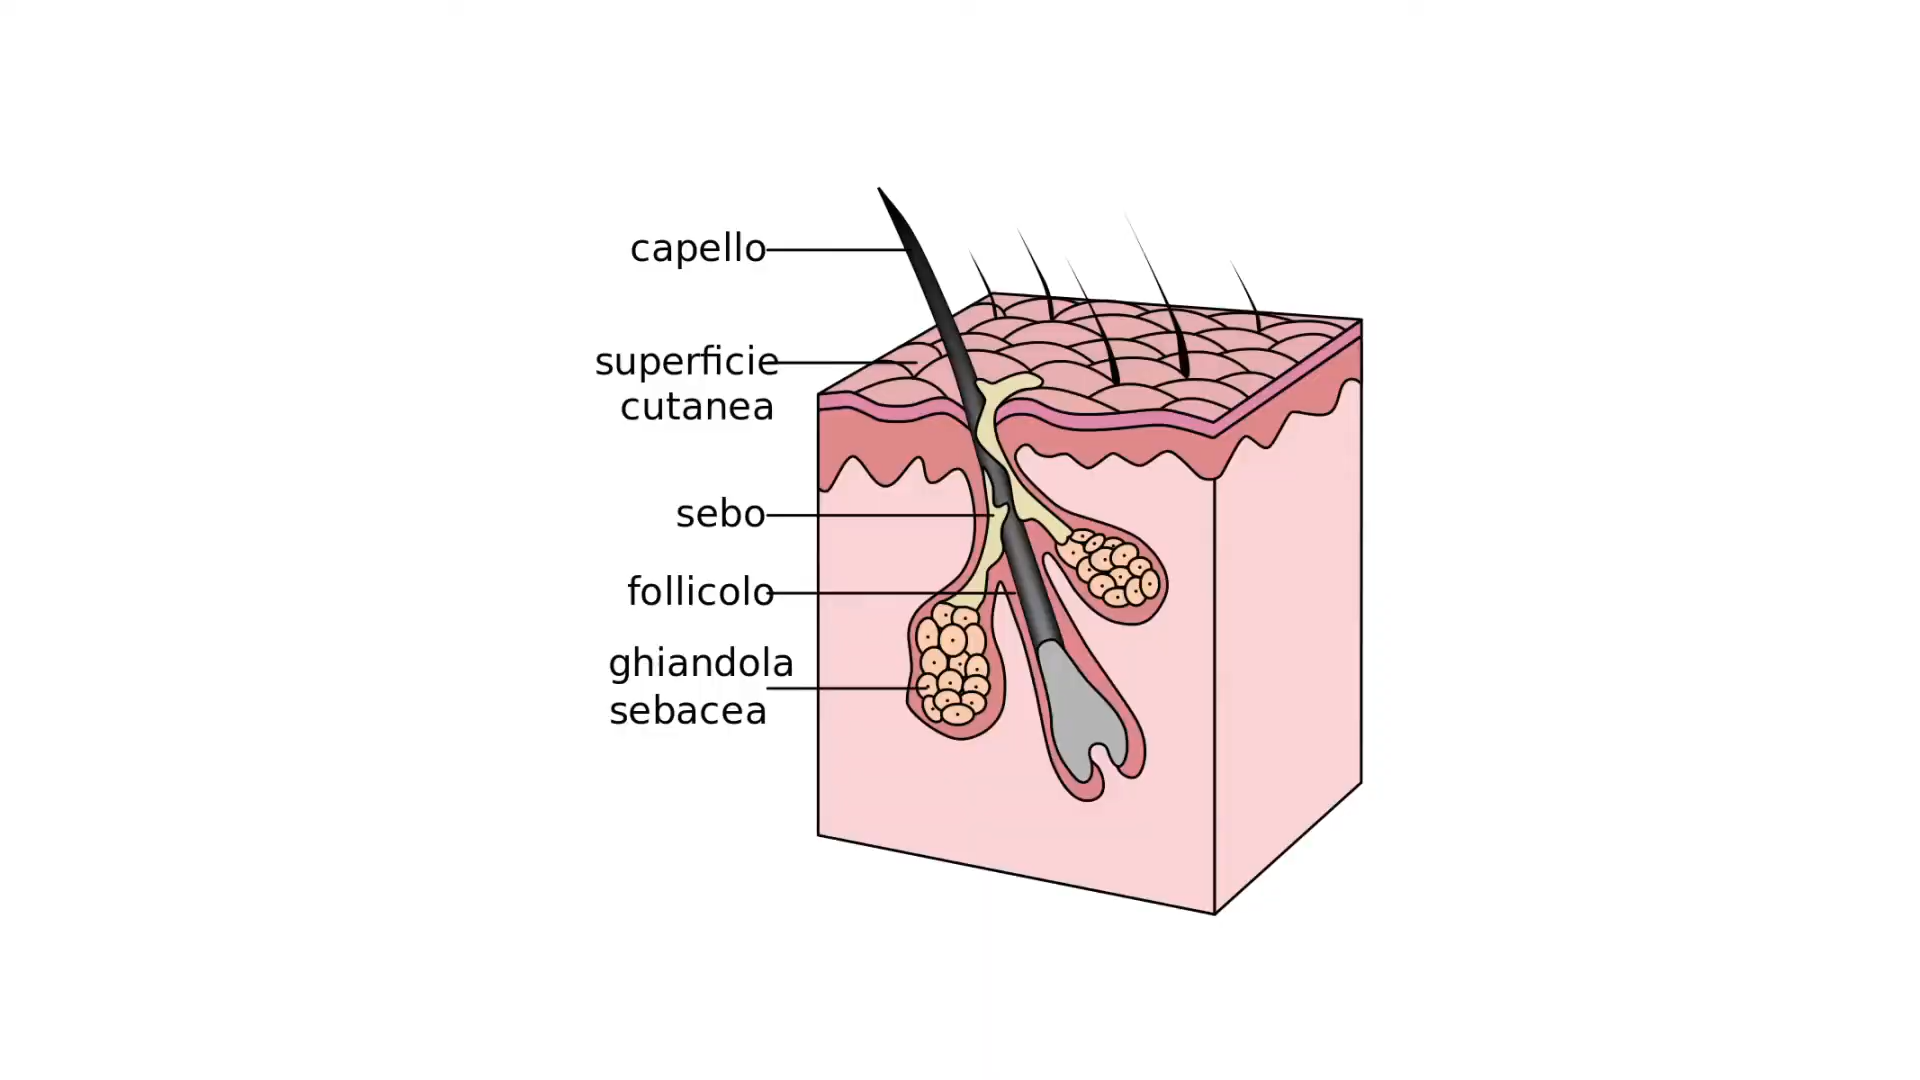 capello
superficie
cutanea
sebo
follicolo
ghiandola
sebacea